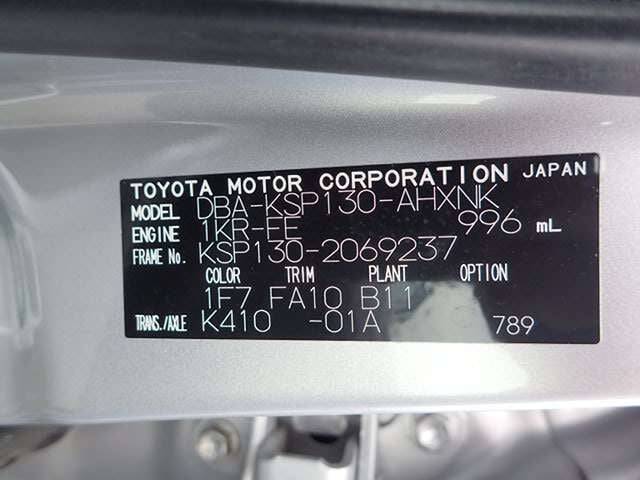 TOYOTA MOTOR CORPORATION JAPAN
MODEL DBA-KSP130-AHXNK
ENGINE 1KR-FE 996 mL
FRAME No. KSP130-2069237
COLOR TRIM PLANT OPTION
1F7 FA10 B11
TRANS./AXLE K410 -01A 789